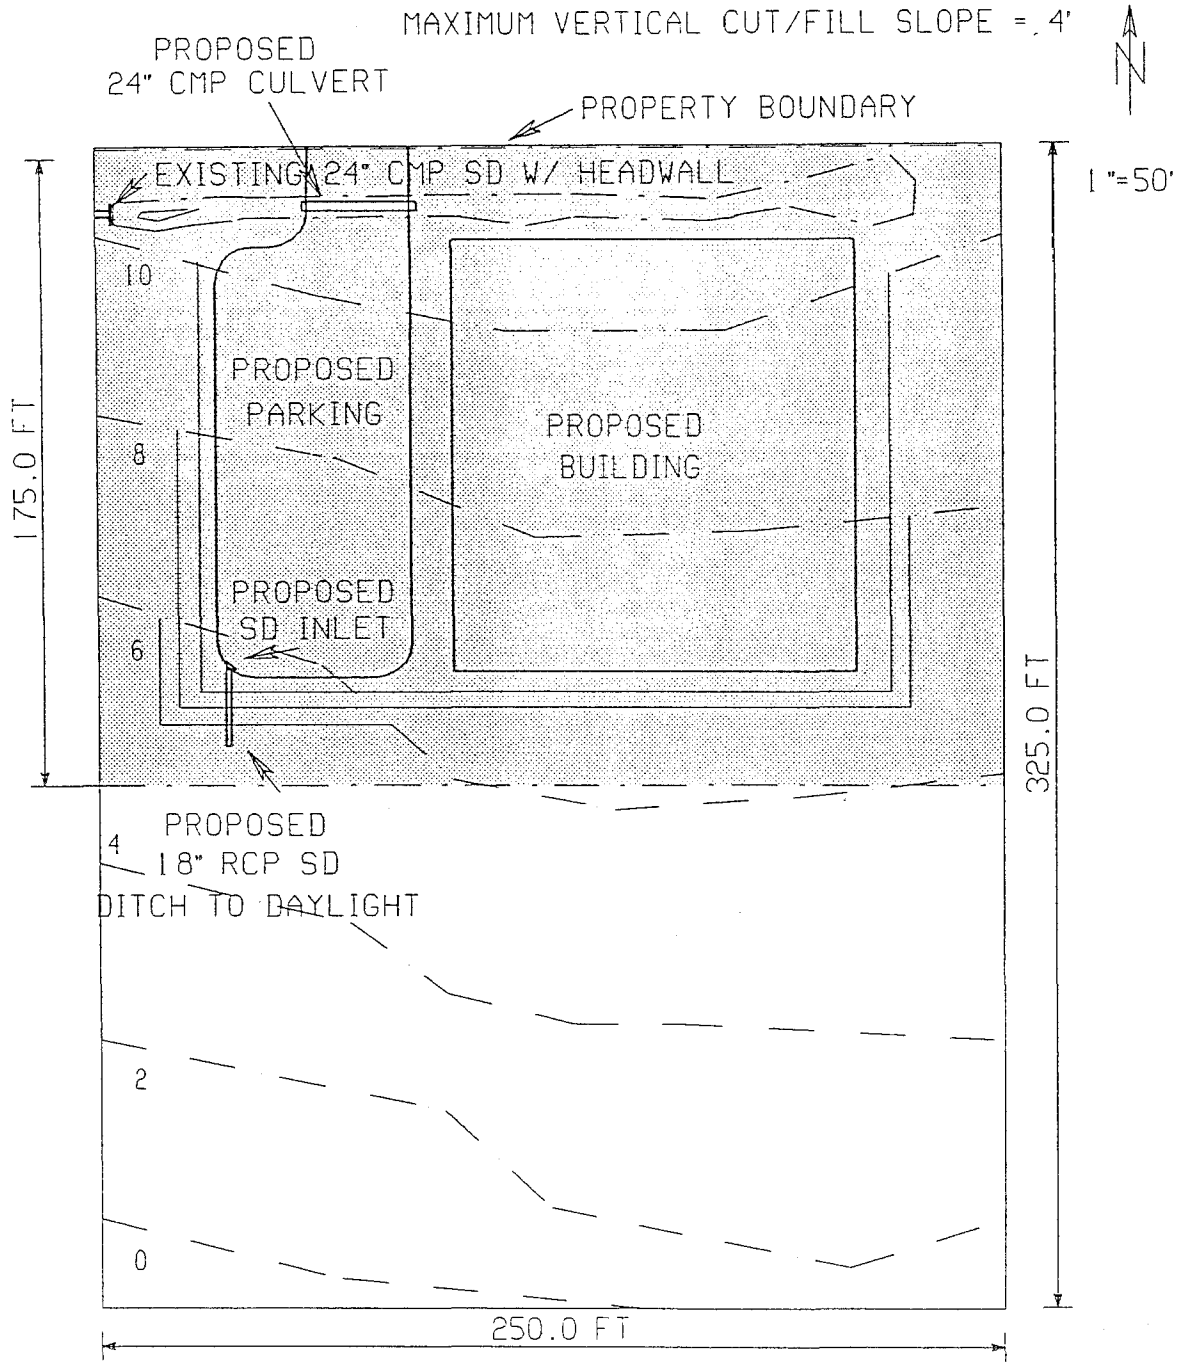 MAXIMUM VERTICAL CUT/FILL SLOPE = 4'
PROPOSED
24" CMP CULVERT
N
PROPERTY BOUNDARY
EXISTING 24" CMP SD W/ HEADWALL
1"=50'
10
PROPOSED
PARKING
PROPOSED
BUILDING
175.0 FT
8
PROPOSED
SD INLET
6
325.0 FT
PROPOSED
18" RCP SD
DITCH TO DAYLIGHT
4
2
0
250.0 FT